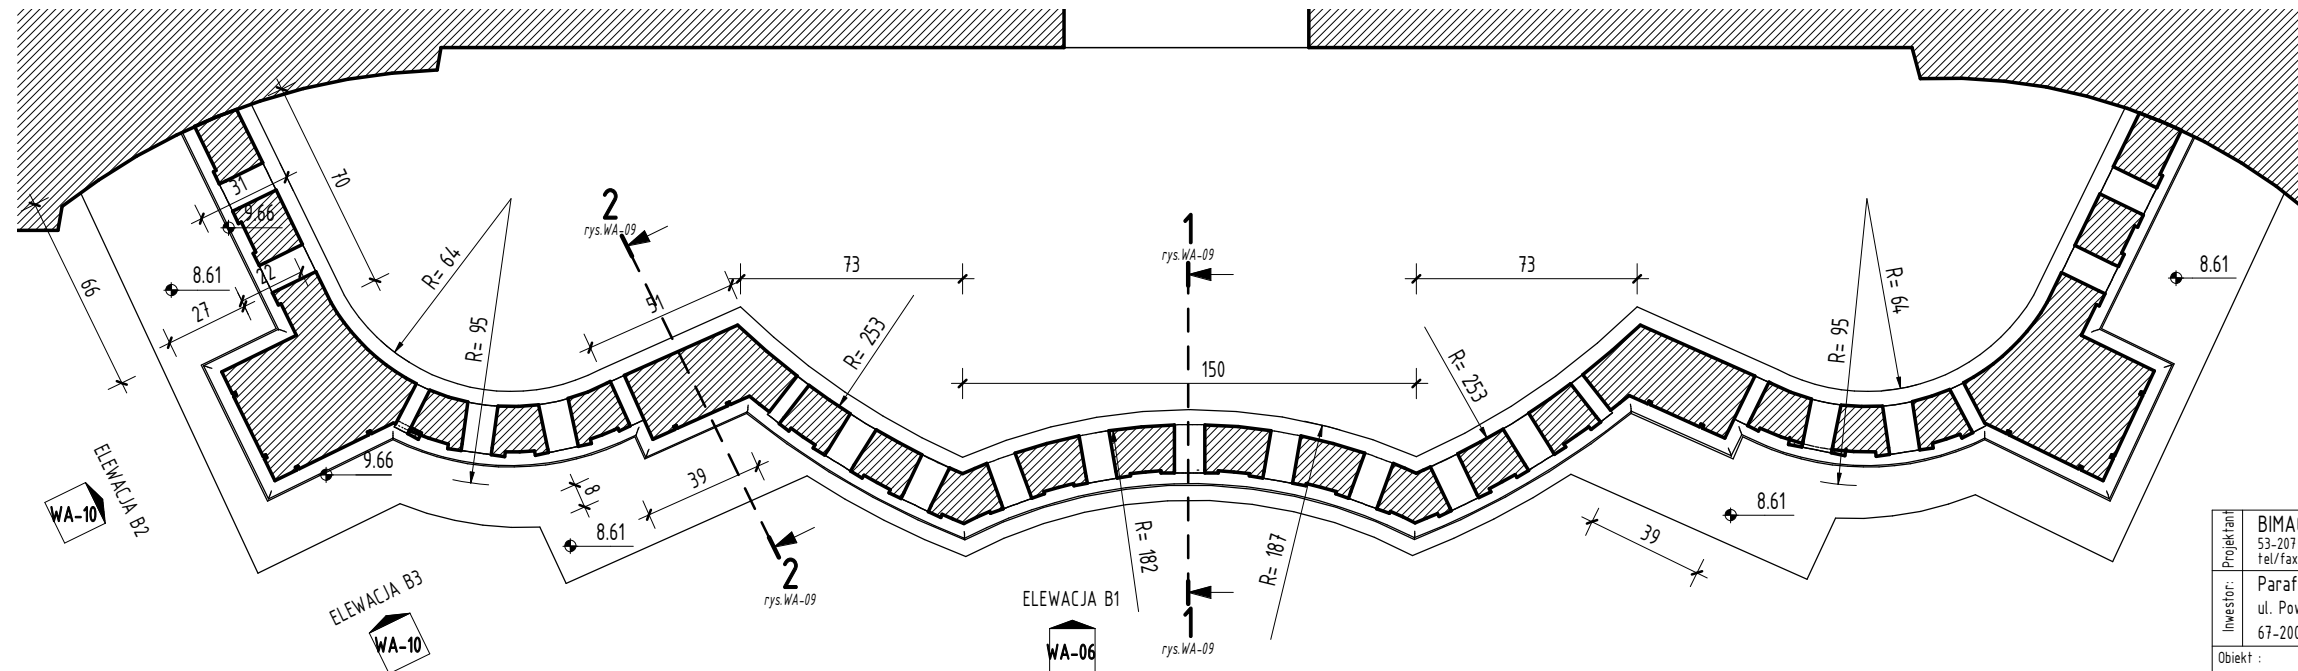 70
31
9.66
66
8.61
22
27
R= 64
R= 95
2
rys.WA-09
51
73
R= 253
1
rys.WA-09
150
73
R= 253
R= 64
R= 95
8.61
9.66
8
39
8.61
2
rys.WA-09
R= 182
R= 187
1
rys.WA-09
39
8.61
ELEWACJA B2
WA-10
ELEWACJA B3
WA-10
ELEWACJA B1
WA-06
Projektant
53-207
tel/fax
Inwestor:
ul.
67-200
Obiekt :